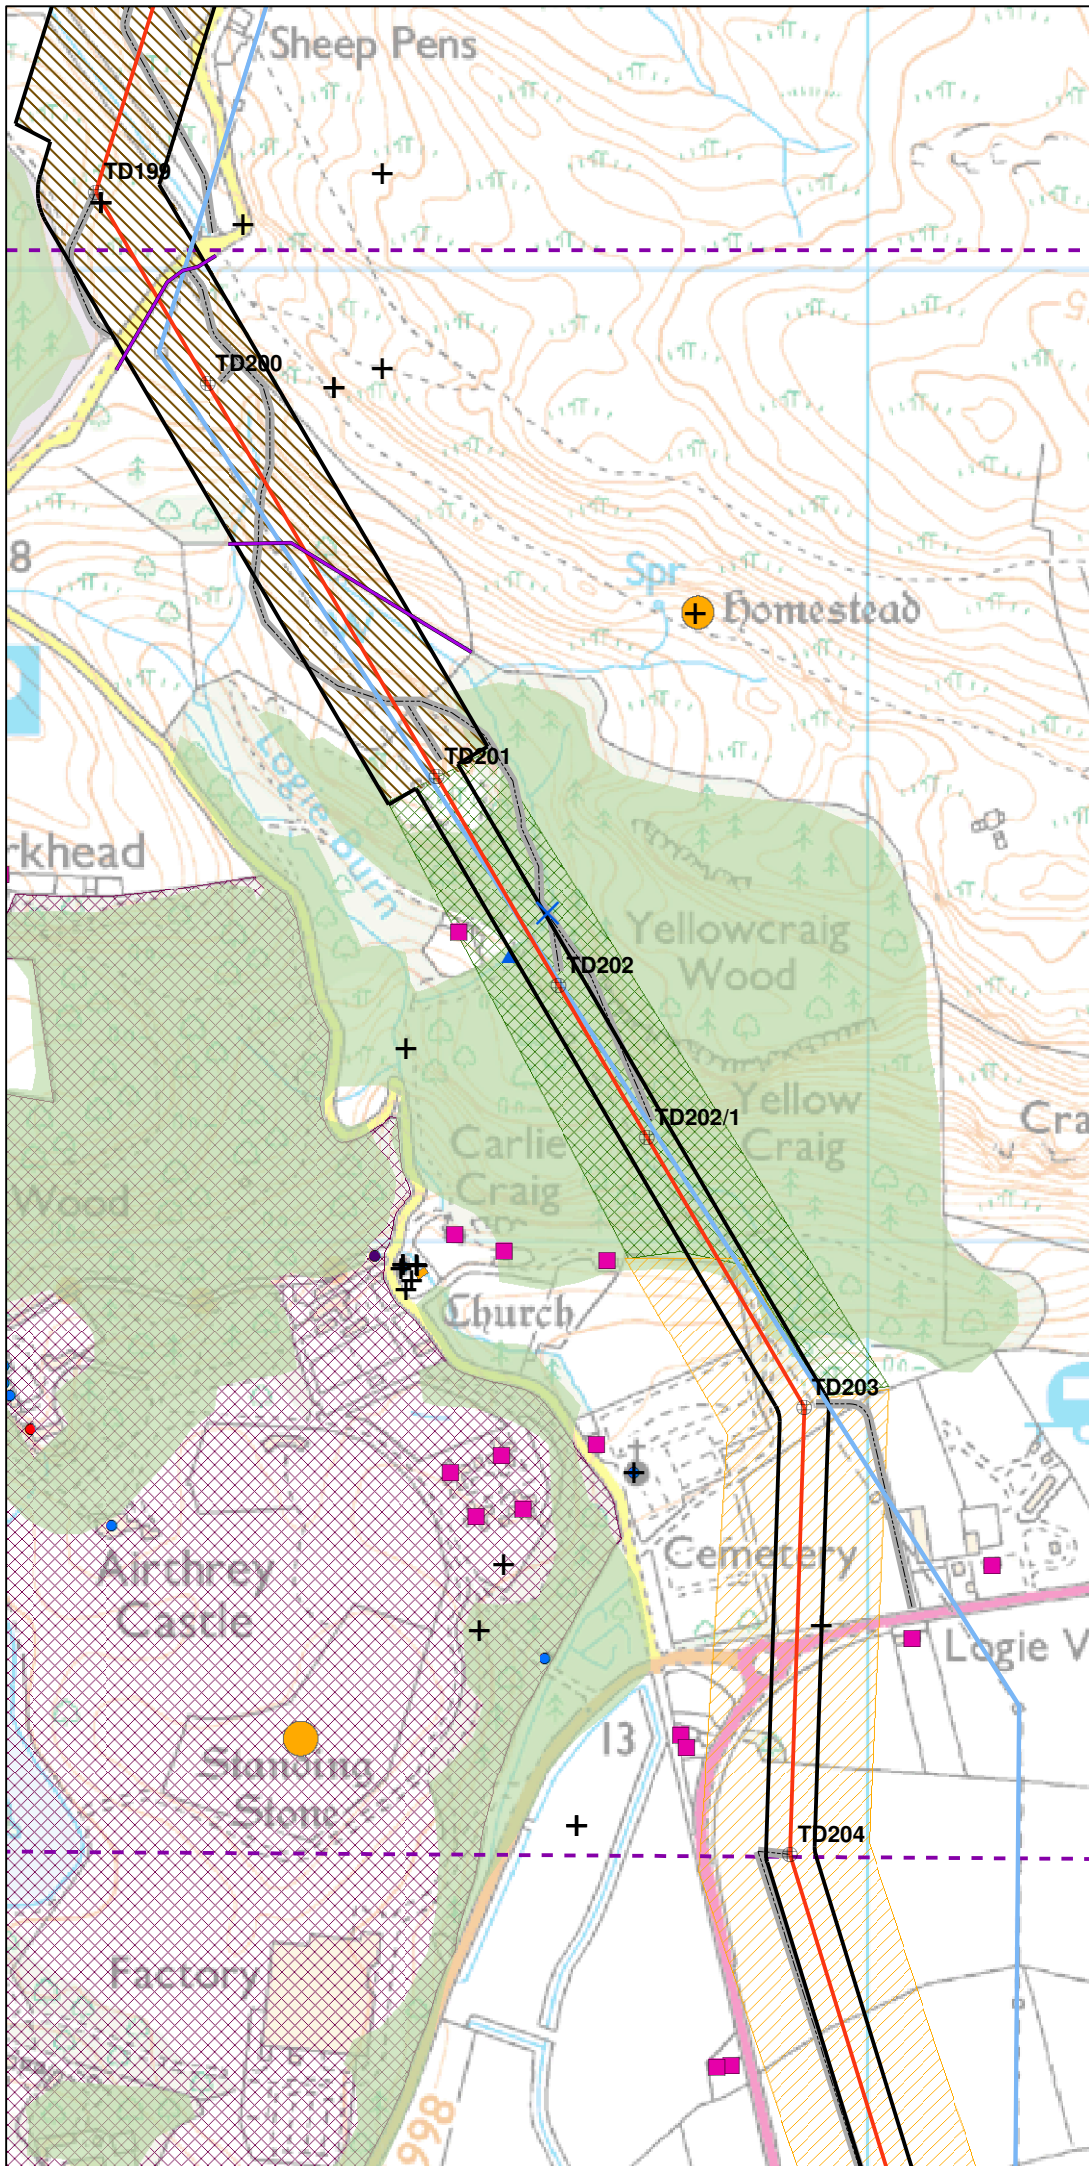 Sheep Pens
TD199
TD200
8
Spr
Homestead
TD201
Logie Burn
rkhead
Yellowcraig
Wood
TD202
TD202/1
Yellow
Craig
Cra
Carlie
Craig
Wood
Church
TD203
Cemetery
Airthrey
Castle
Logie V
13
Standing
Stone
TD204
Factory
998